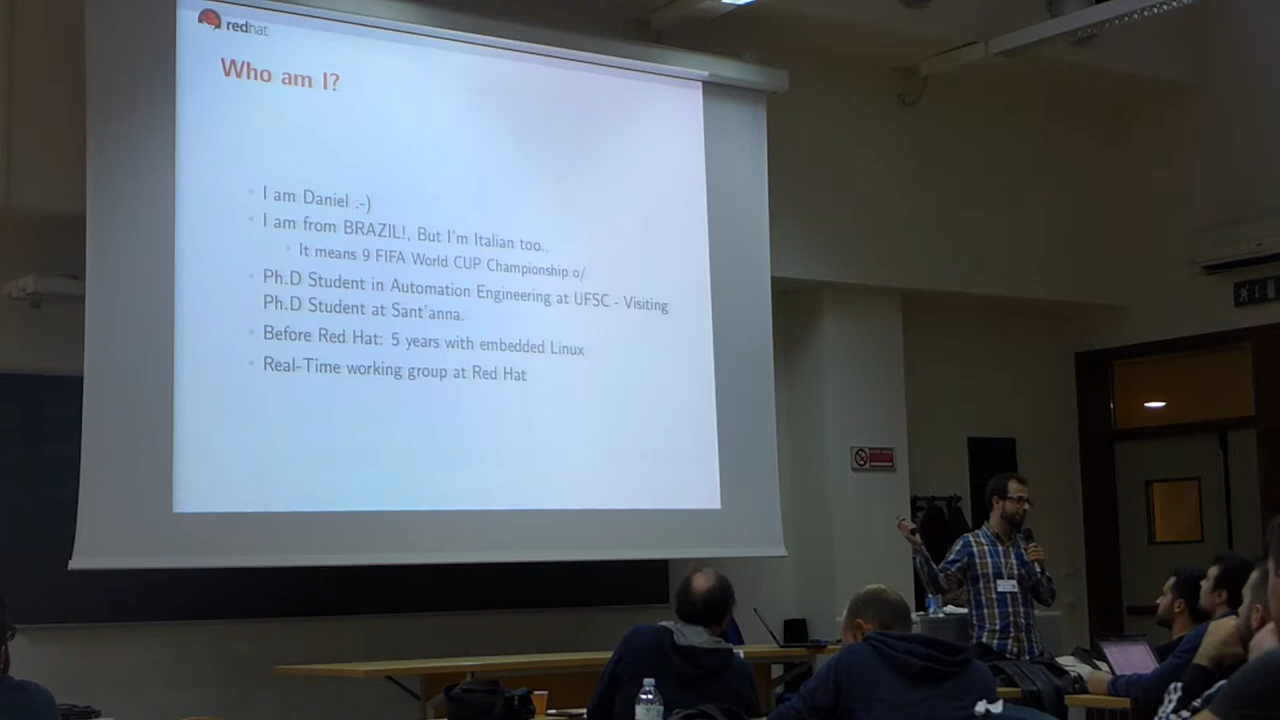 redhat
Who am I?
I am Daniel :-)
I am from BRAZIL!, But I'm Italian too..
It means 9 FIFA World CUP Championship o/
Ph.D Student in Automation Engineering at UFSC - Visiting
Ph.D Student at Sant'anna.
Before Red Hat: 5 years with embedded Linux
Real-Time working group at Red Hat